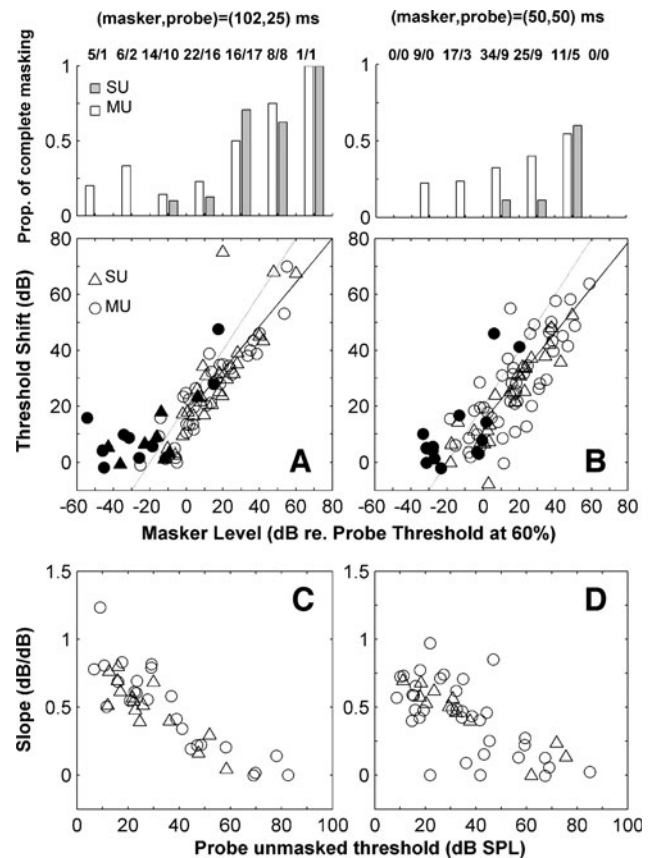 (masker,probe)=(102,25) ms (masker,probe)=(50,50) ms
5/1 6/2 14/10 22/16 16/17 8/8 1/1 0/0 9/0 17/3 34/9 25/9 11/5 0/0
Prop. of complete masking
1
0.5
0
SU
MU
1
0.5
0
Threshold Shift (dB)
80
60
40
20
0
SU
MU
A
80
60
40
20
0
B
-60 -40 -20 0 20 40 60 80 -60 -40 -20 0 20 40 60 80
Masker Level (dB re. Probe Threshold at 60%)
Slope (dB/dB)
1.5
1
0.5
0
C
1.5
1
0.5
0
D
0 20 40 60 80 100 0 20 40 60 80 100
Probe unmasked threshold (dB SPL)